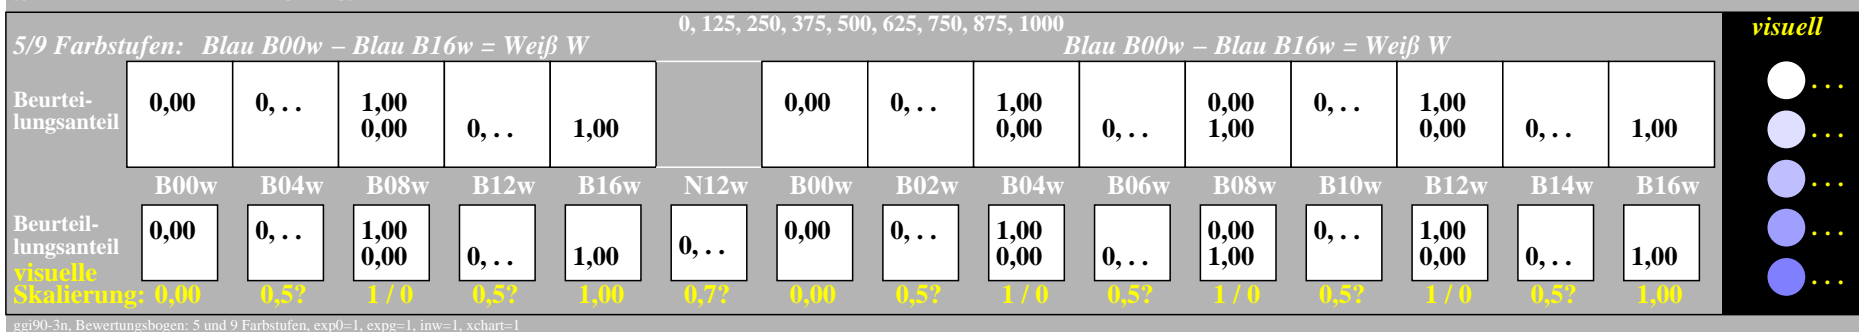 0, 125, 250, 375, 500, 625, 750, 875, 1000
5/9 Farbstufen: Blau B00w – Blau B16w = Weiß W
Blau B00w – Blau B16w = Weiß W
visuell
Beurtei-
lungsanteil
0,00 0, . . 1,00 0,00 0, . . 1,00
0,00 0, . . 1,00 0,00 0, . . 1,00 0,00 1,00
B00w B04w B08w B12w B16w N12w B00w B02w B04w B06w B08w B10w B12w B14w B16w
Beurteil-
lungsanteil
0,00 0, . . 1,00 0,00 0, . . 1,00 0, . .
0,00 0, . . 1,00 0,00 0, . . 0,00 1,00 0, . . 1,00 0,00 0, . . 1,00
visuelle
Skalierung: 0,00 0,5? 1 / 0 0,5? 1,00 0,7? 0,00 0,5? 1 / 0 0,5? 1 / 0 0,5? 1 / 0 0,5? 1,00
. . .
. . .
. . .
. . .
. . .
ggi90-3n, Bewertungsbogen: 5 und 9 Farbstufen, exp0=1, expg=1, inw=1, xchart=1